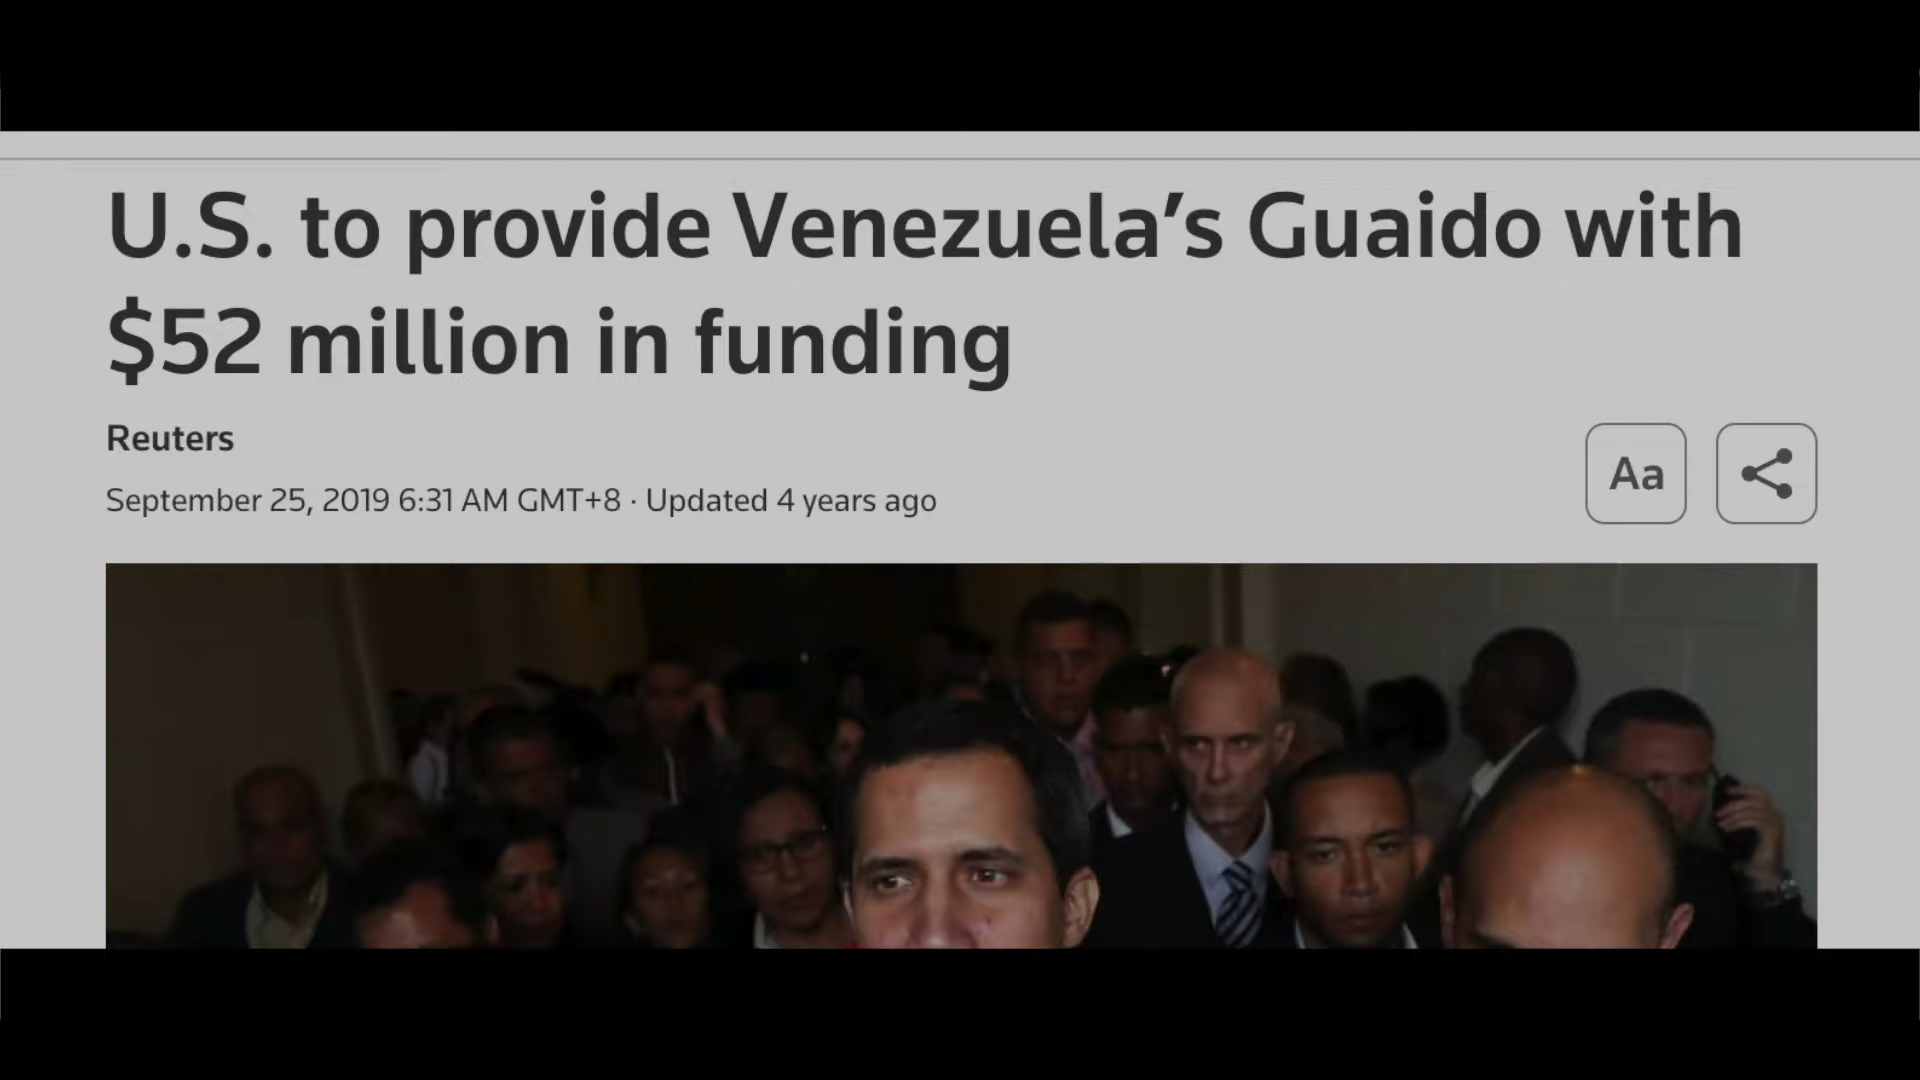 U.S. to provide Venezuela’s Guaido with
$52 million in funding
Reuters
September 25, 2019 6:31 AM GMT+8 · Updated 4 years ago
Aa